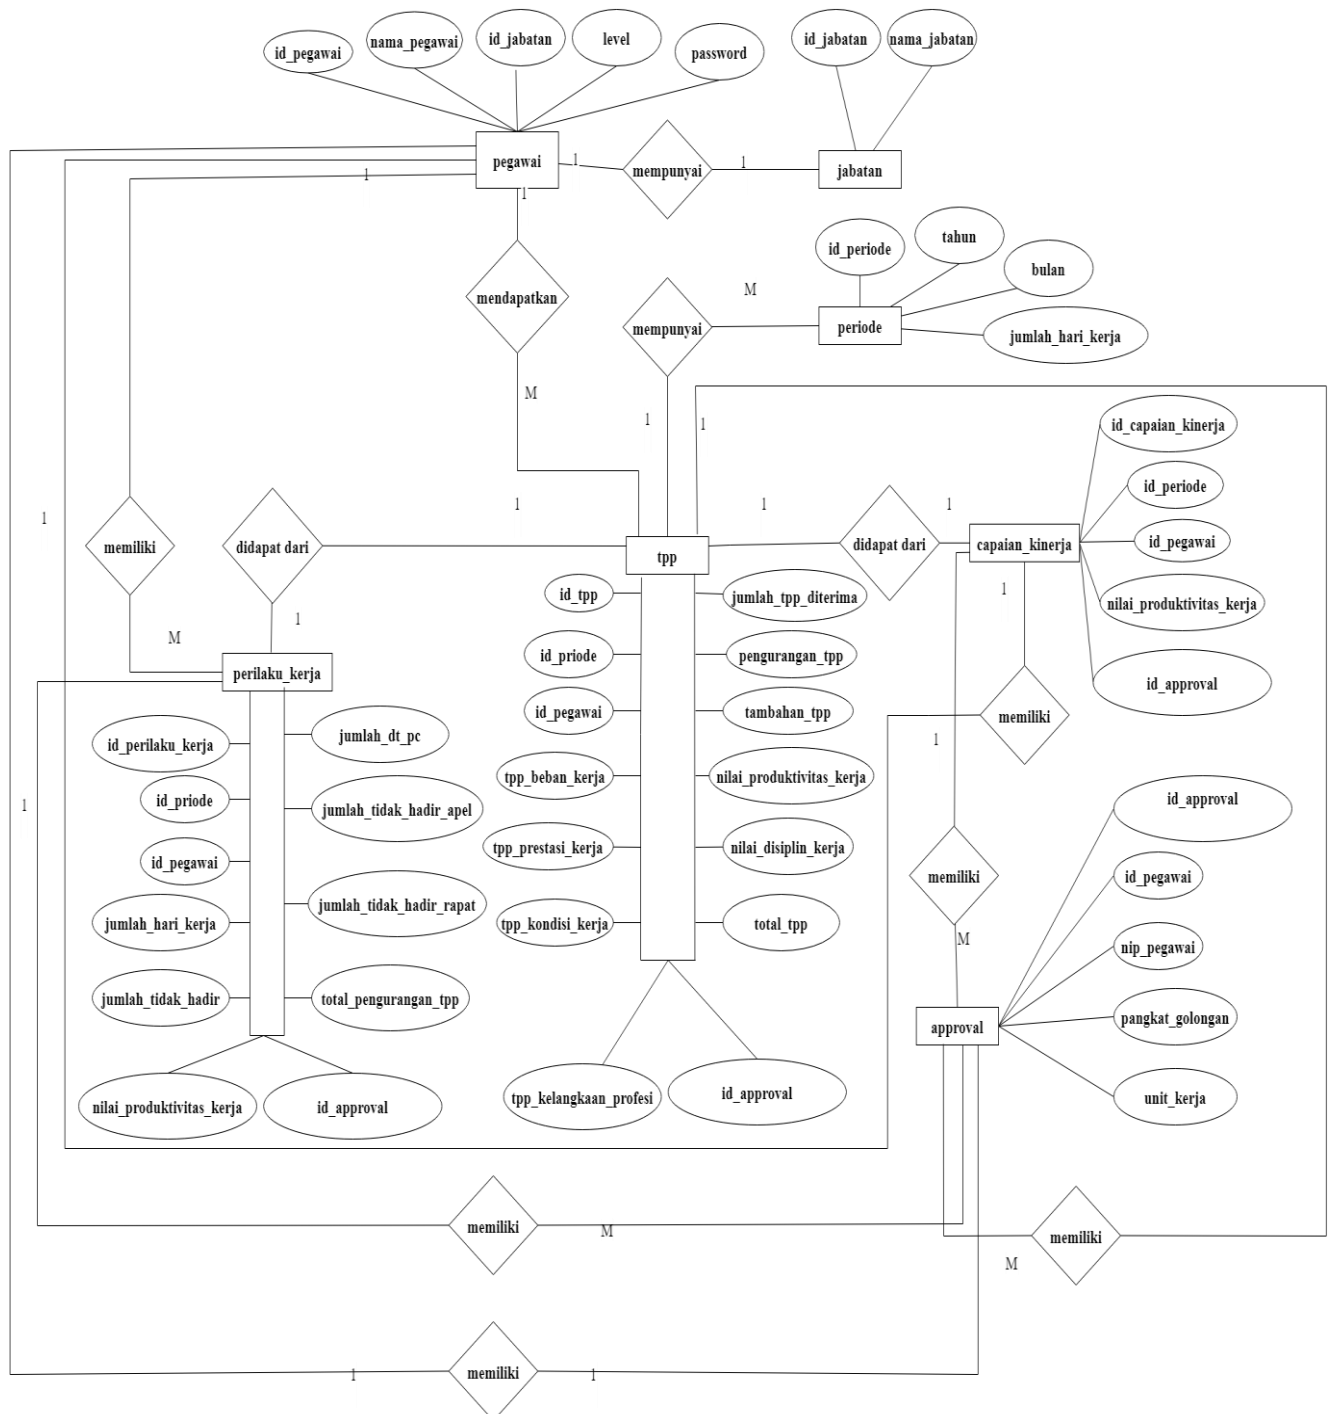 id_pegawai
nama_pegawai
id_jabatan
level
password
id_jabatan
nama_jabatan
pegawai
1
mempunyai
1
jabatan
1
1
id_periode
tahun
bulan
mendapatkan
mempunyai
M
periode
jumlah_hari_kerja
M
1
1
id_capaian_kinerja
id_periode
1
1
1
1
memiliki
didapat dari
tpp
didapat dari
capaian_kinerja
id_pegawai
id_tpp
jumlah_tpp_diterima
1
nilai_produktivitas_kerja
1
M
id_priode
pengurangan_tpp
perilaku_kerja
id_approval
id_pegawai
tambahan_tpp
memiliki
id_perilaku_kerja
jumlah_dt_pc
1
tpp_beban_kerja
nilai_produktivitas_kerja
1
id_priode
jumlah_tidak_hadir_apel
id_approval
id_pegawai
tpp_prestasi_kerja
nilai_disiplin_kerja
memiliki
id_pegawai
jumlah_hari_kerja
jumlah_tidak_hadir_rapat
tpp_kondisi_kerja
total_tpp
M
nip_pegawai
jumlah_tidak_hadir
total_pengurangan_tpp
approval
pangkat_golongan
nilai_produktivitas_kerja
id_approval
tpp_kelangkaan_profesi
id_approval
unit_kerja
memiliki
M
memiliki
M
1
memiliki
1